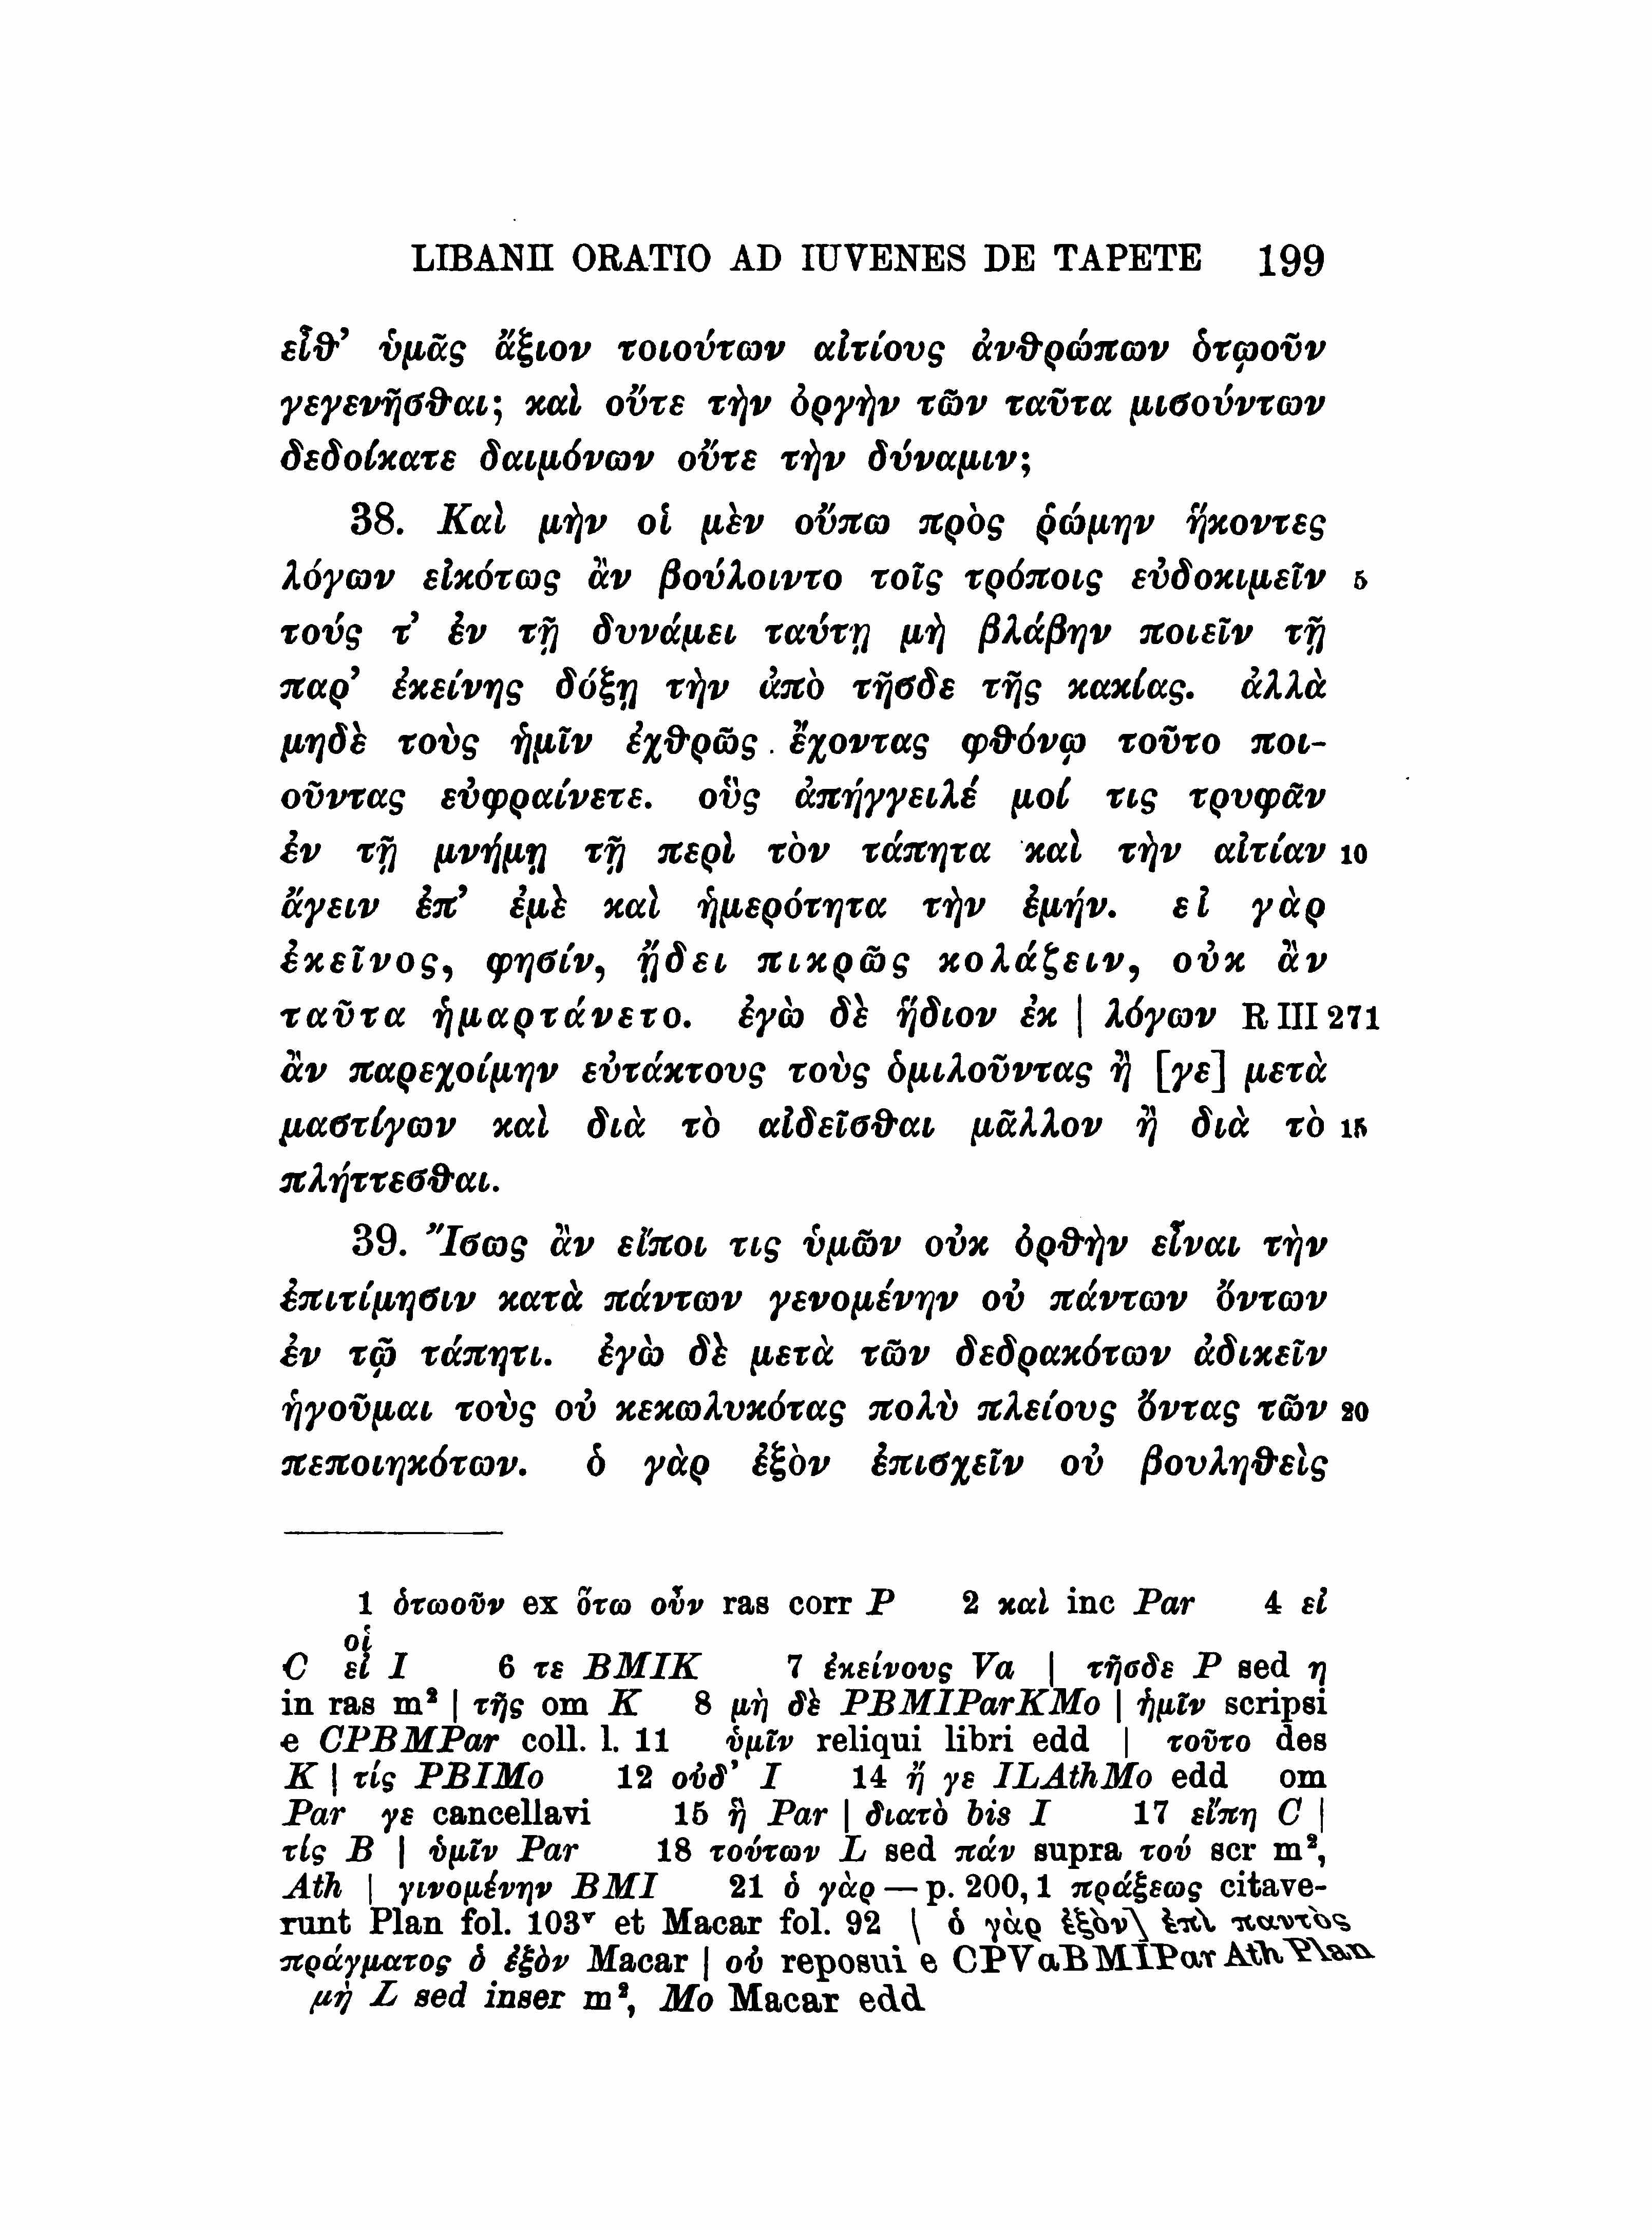 LIBANII ORATIO AD IUVENES DE TAPETE 199
εἶθ’ ὑμᾶς ἄξιον τοιούτων αἰτίους ἀνθρώπων ὁτῳοῦν
γεγενῆσθαι; καὶ οὔτε τὴν ὀργὴν τῶν ταῦτα μισούντων
δεδοίκατε δαιμόνων οὔτε τὴν δύναμιν;
38. Καὶ μὴν οἱ μὲν οὔπω πρὸς ῥώμην ἥκοντες
λόγων εἰκότως ἂν βούλοιντο τοῖς τρόποις εὐδοκιμεῖν 5
τούς τ’ ἐν τῇ δυνάμει ταύτῃ μὴ βλάβην ποιεῖν τῇ
παρ’ ἐκείνης δόξῃ τὴν ἀπὸ τῆσδε τῆς κακίας. ἀλλὰ
μηδὲ τοὺς ἡμῖν ἐχθρῶς ἔχοντας φθόνῳ τοῦτο ποι-
οῦντας εὐφραίνετε. οὓς ἀπήγγειλέ μοί τις τρυφᾶν
ἐν τῇ μνήμῃ τῇ περὶ τὸν τάπητα καὶ τὴν αἰτίαν 10
ἄγειν ἐπ’ ἐμὲ καὶ ἡμερότητα τὴν ἐμήν. εἰ γὰρ
ἐκεῖνος, φησίν, ᾔδει πικρῶς κολάζειν, οὐκ ἂν
ταῦτα ἡμαρτάνετο. ἐγὼ δὲ ἥδιον ἐκ | λόγων R III 271
ἂν παρεχοίμην εὐτάκτους τοὺς ὁμιλοῦντας ἢ [γε] μετὰ
μαστίγων καὶ διὰ τὸ αἰδεῖσθαι μᾶλλον ἢ διὰ τὸ 15
πλήττεσθαι.
39. Ἴσως ἂν εἴποι τις ὑμῶν οὐκ ὀρθὴν εἶναι τὴν
ἐπιτίμησιν κατὰ πάντων γενομένην οὐ πάντων ὄντων
ἐν τῷ τάπητι. ἐγὼ δὲ μετὰ τῶν δεδρακότων ἀδικεῖν
ἡγοῦμαι τοὺς οὐ κεκωλυκότας πολὺ πλείους ὄντας τῶν 20
πεποιηκότων. ὁ γὰρ ἐξὸν ἐπισχεῖν οὐ βουληθεὶς
1 ὁτωοῦν ex ὅτω οὖν ras corr P 2 καὶ inc Par 4 εἰ
οἱ
C εἰ I 6 τε BMIK 7 ἐκείνους Va | τῆσδε P sed η
in ras m² | τῆς om K 8 μὴ δὲ PBMIParKMo | ἡμῖν scripsi
e CPBMPar coll. l. 11 ὑμῖν reliqui libri edd | τοῦτο des
K | τίς PBIMo 12 οὐδ’ I 14 ἤ γε ILAthMo edd om
Par γε cancellavi 15 ἢ Par | διατὸ bis I 17 εἴπη C |
τίς B | ὑμῖν Par 18 τούτων L sed πάν supra τού scr m²,
Ath | γινομένην BMI 21 ὁ γὰρ — p. 200, 1 πράξεως citave-
runt Plan fol. 103ᵛ et Macar fol. 92 | ὁ γὰρ ἐξὸν] ἐπὶ παντὸς
πράγματος ὁ ἐξὸν Macar | οὐ reposui e CPVaBMIParAthPlan
μὴ L sed inser m², Mo Macar edd